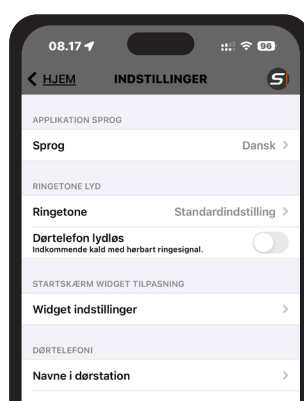 08.17 96
HJEM INDSTILLINGER S
APPLIKATION SPROG
Sprog Dansk
RINGETONE LYD
Ringetone Standardindstilling
Dørtelefon lydløs
Indkommende kald med hørbart ringesignal.
STARTSKÆRM WIDGET TILPASNING
Widget indstillinger
DØRTELEFONI
Navne i dørstation